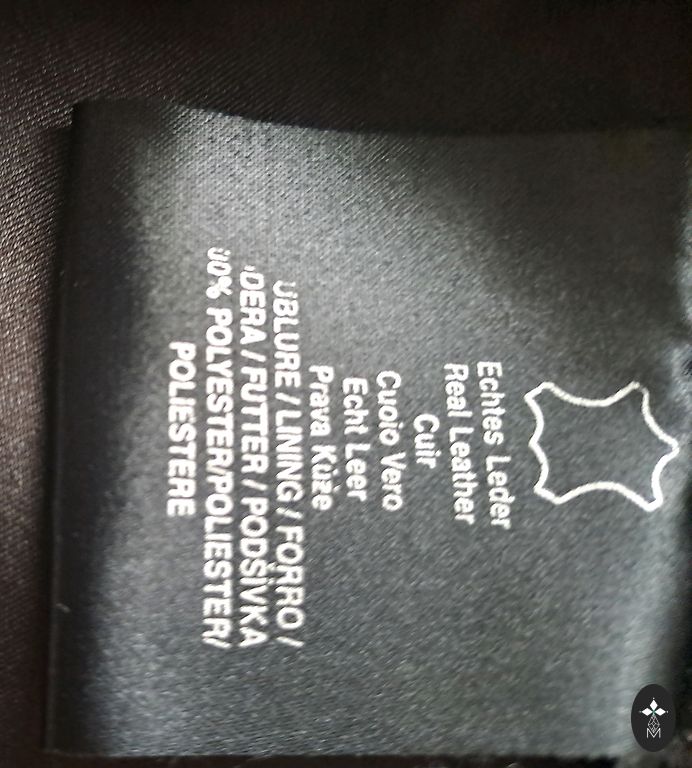 Echtes Leder
Real Leather
Cuir
Cuoio Vero
Echt Leer
Prava Kůže
UBLURE / LINING / FORRO /
DERA / FUTTER / PODŠÍVKA
00% POLYESTER/POLIESTER/
POLIESTERE